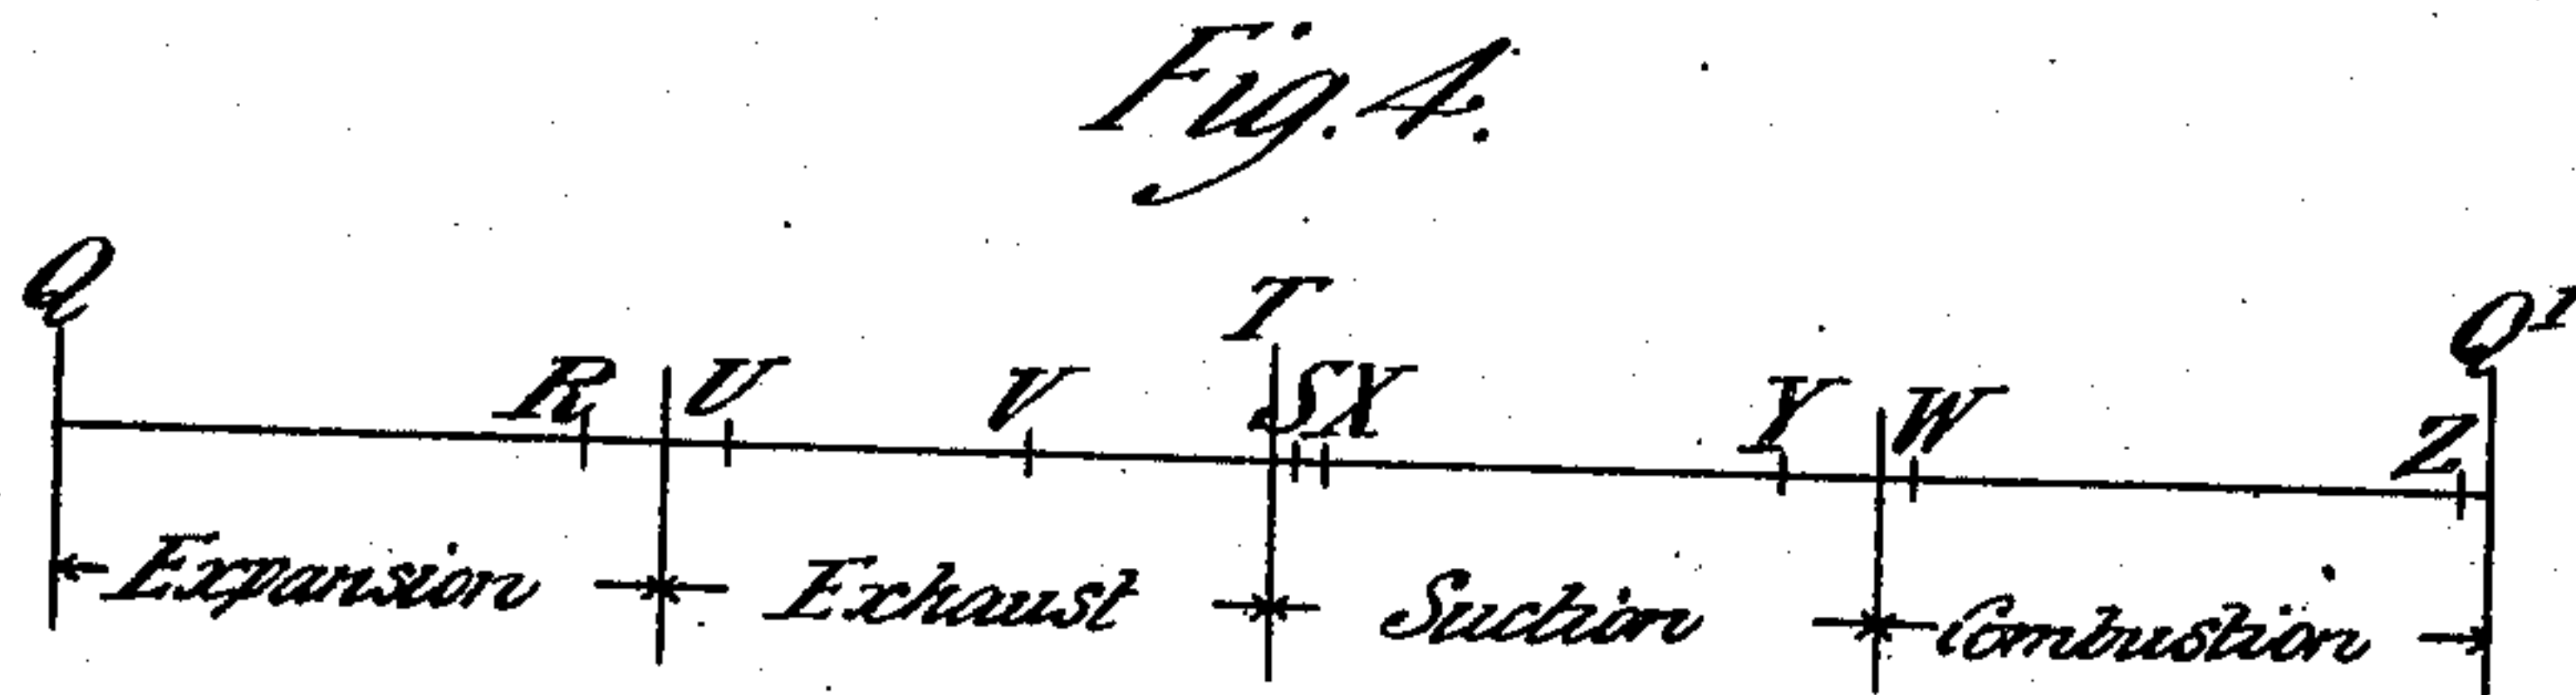 Fig. 4.
Q R U V T S X Y W Z Q1
Expansion Exhaust Suction Combustion